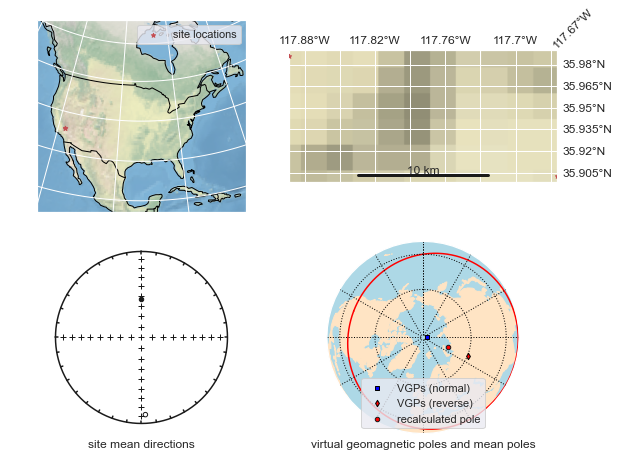 site locations
117.88°W 117.82°W 117.76°W 117.7°W 117.67°W
35.98°N
35.965°N
35.95°N
35.935°N
35.92°N
35.905°N
10 km
VGPs (normal)
VGPs (reverse)
recalculated pole
site mean directions
virtual geomagnetic poles and mean poles